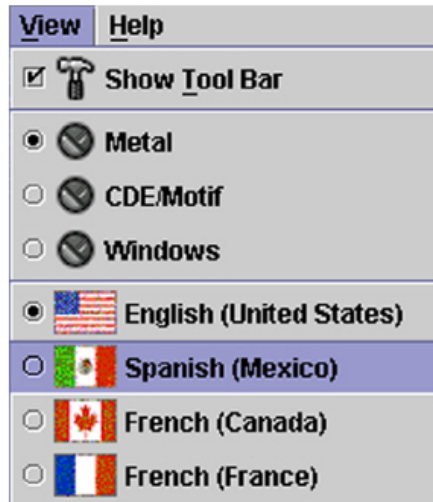 View Help
Show Tool Bar
Metal
CDE/Motif
Windows
English (United States)
Spanish (Mexico)
French (Canada)
French (France)